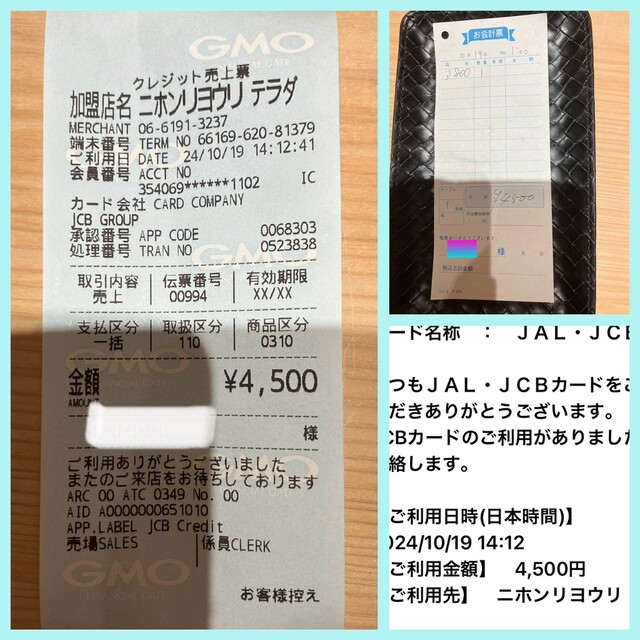 GMO
クレジット売上票
加盟店名 ニホンリヨウリ テラダ
MERCHANT 06-6191-3237
端末番号 TERM NO 66169-620-81379
ご利用日 DATE 24/10/19 14:12:41
会員番号 ACCT NO
354069******1102 IC
カード会社 CARD COMPANY
JCB GROUP
承認番号 APP CODE 0068303
処理番号 TRAN NO 0523838
取引内容 伝票番号 有効期限
売上 00994 XX/XX
支払区分 取扱区分 商品区分
一括 110 0310
金額 ¥4,500
AMOUNT
様
ご利用ありがとうございました
またのご来店をお待ちしております
ARC 00 ATC 0349 No. 00
AID A0000000651010
APP.LABEL JCB Credit
売場SALES 係員CLERK
GMO
お客様控え
お会計票
¥4500
様 月 日
税込合計金額
ード名称 : JAL・JCB
つもJAL・JCBカードをご
だきありがとうございます。
CBカードのご利用がありました
絡します。
ご利用日時(日本時間)】
024/10/19 14:12
ご利用金額】 4,500円
ご利用先】 ニホンリヨウリ